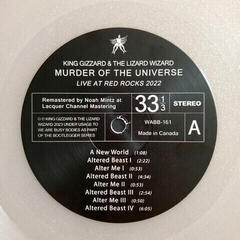 KING GIZZARD & THE LIZARD WIZARD
MURDER OF THE UNIVERSE
LIVE AT RED ROCKS 2022
Remastered by Noah Mintz at
Lacquer Channel Mastering
33 1/3
STEREO
℗ © KING GIZZARD & THE LIZARD
WIZARD 2023 UNDER USAGE TO
WE ARE BUSY BODIES AS PART
OF THE BOOTLEGGER SERIES
WABB-161
Made in Canada
A
A New World (1:08)
Altered Beast I (2:22)
Alter Me I (0:53)
Altered Beast II (4:34)
Alter Me II (0:53)
Altered Beast III (2:54)
Alter Me III (0:50)
Altered Beast IV (6:05)